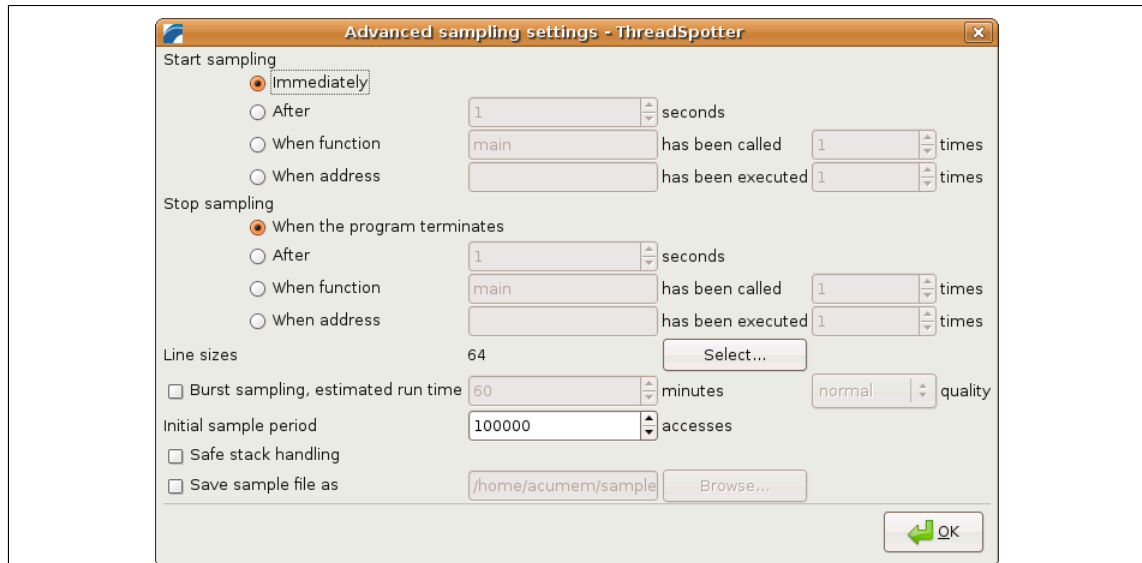 Advanced sampling settings - ThreadSpotter
Start sampling
Immediately
After 1 seconds
When function main has been called 1 times
When address has been executed 1 times
Stop sampling
When the program terminates
After 1 seconds
When function main has been called 1 times
When address has been executed 1 times
Line sizes 64 Select...
Burst sampling, estimated run time 60 minutes normal quality
Initial sample period 100000 accesses
Safe stack handling
Save sample file as /home/acumem/sample Browse...
OK